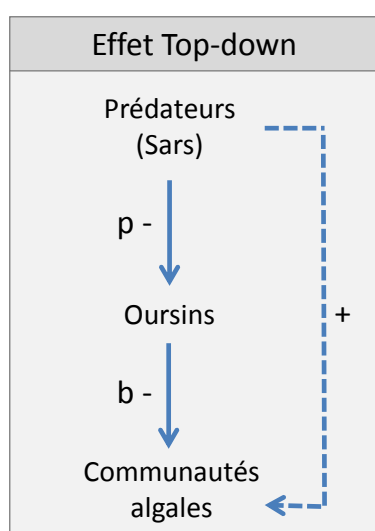 Effet Top-down
Prédateurs
(Sars)
p -
Oursins
+
b -
Communautés
algales